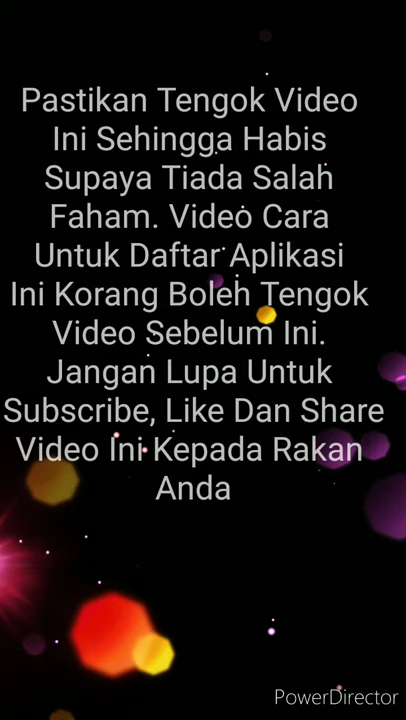 Pastikan Tengok Video
Ini Sehingga Habis
Supaya Tiada Salah
Faham. Video Cara
Untuk Daftar Aplikasi
Ini Korang Boleh Tengok
Video Sebelum Ini.
Jangan Lupa Untuk
Subscribe, Like Dan Share
Video Ini Kepada Rakan
Anda
PowerDirector